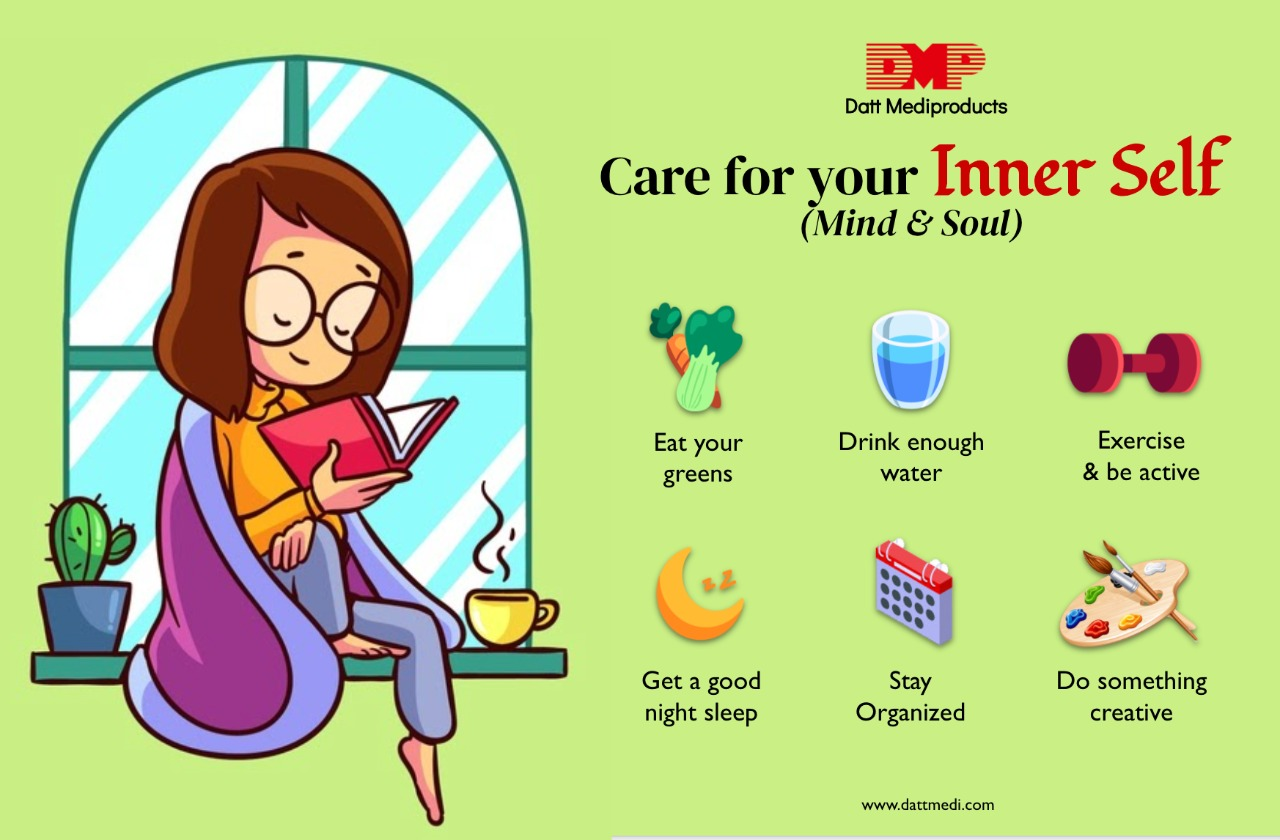 DMP
Datt Mediproducts
Care for your Inner Self
(Mind & Soul)
Eat your
greens
Drink enough
water
Exercise
& be active
zz
Get a good
night sleep
Stay
Organized
Do something
creative
www.dattmedi.com